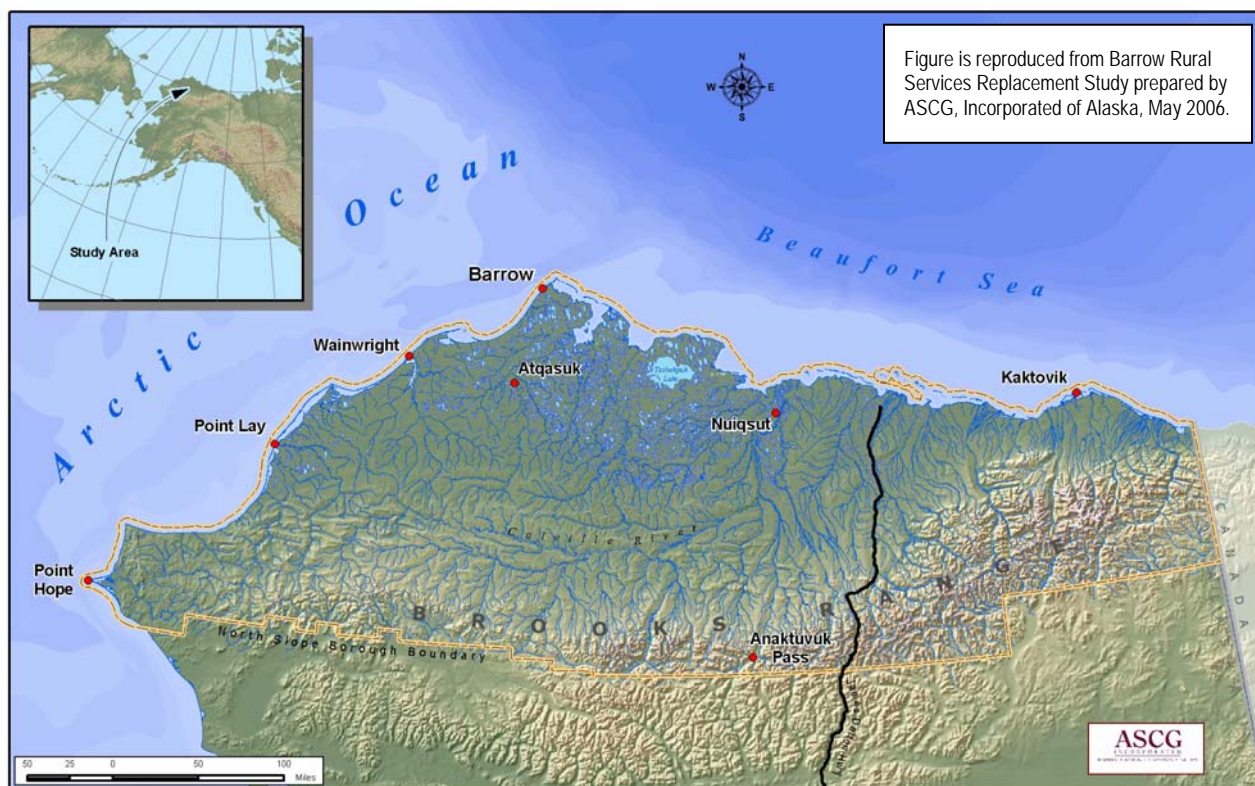 Figure is reproduced from Barrow Rural
Services Replacement Study prepared by
ASCG, Incorporated of Alaska, May 2006.
N
W E
S
Study Area
Arctic Ocean
Beaufort Sea
Barrow
Wainwright
Atqasuk
Teshekpuk
Lake
Kaktovik
Point Lay
Nuiqsut
Colville River
Point
Hope
BROOKS RANGE
CANADA
North Slope Borough Boundary
Anaktuvuk
Pass
ASCG
INCORPORATED
50 25 0 50 100
Miles